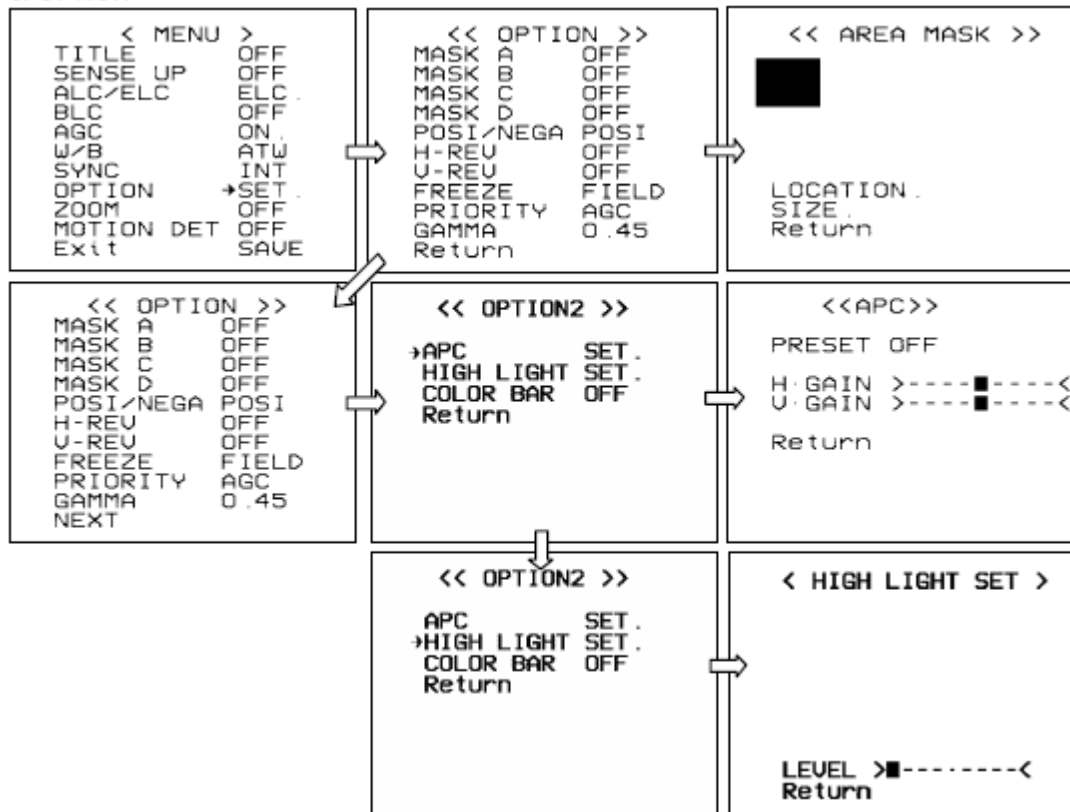 < MENU >
TITLE OFF
SENSE UP OFF
ALC/ELC ELC.
BLC OFF
AGC ON.
W/B ATW
SYNC INT
OPTION →SET.
ZOOM OFF
MOTION DET OFF
Exit SAVE
<< OPTION >>
MASK A OFF
MASK B OFF
MASK C OFF
MASK D OFF
POSI/NEGA POSI
H-REV OFF
V-REV OFF
FREEZE FIELD
PRIORITY AGC
GAMMA 0.45
Return
<< AREA MASK >>
LOCATION.
SIZE.
Return
<< OPTION >>
MASK A OFF
MASK B OFF
MASK C OFF
MASK D OFF
POSI/NEGA POSI
H-REV OFF
V-REV OFF
FREEZE FIELD
PRIORITY AGC
GAMMA 0.45
NEXT
<< OPTION2 >>
→APC SET.
HIGH LIGHT SET.
COLOR BAR OFF
Return
<<APC>>
PRESET OFF
H·GAIN >----■----<
V·GAIN >----■----<
Return
<< OPTION2 >>
APC SET.
→HIGH LIGHT SET.
COLOR BAR OFF
Return
< HIGH LIGHT SET >
LEVEL >■----·----<
Return